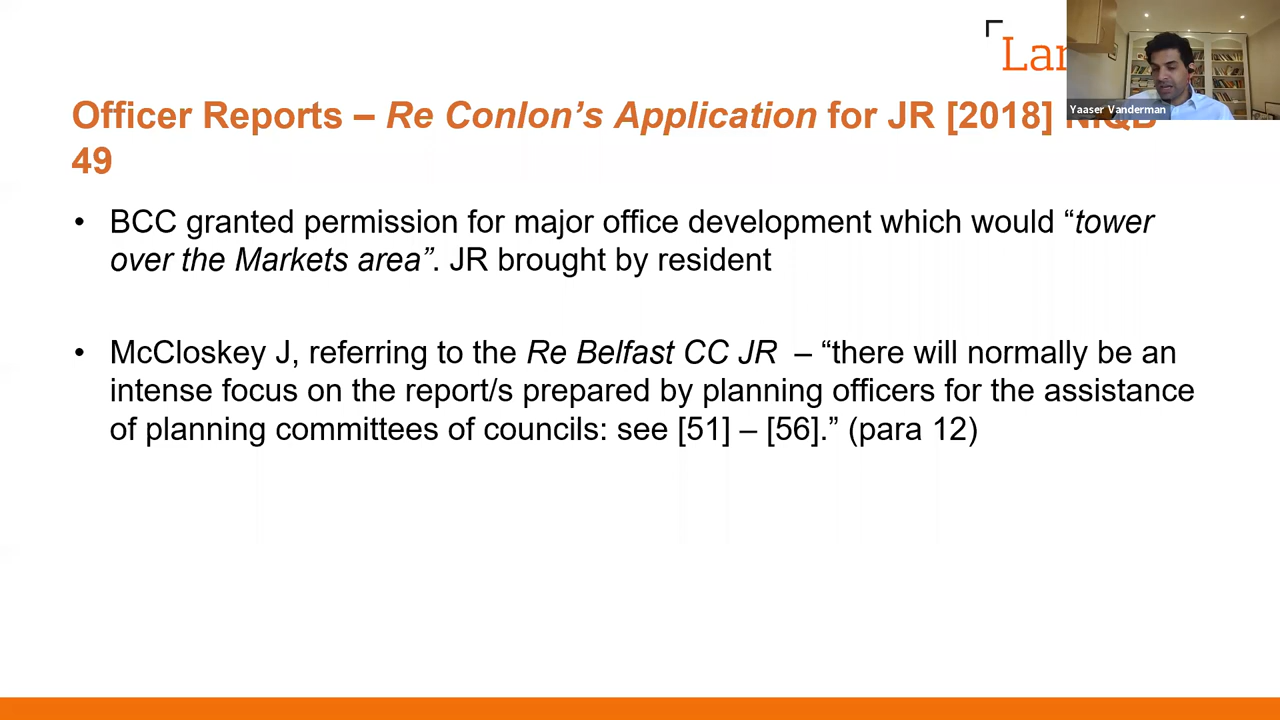 Lan
Yaaser Vanderman
Officer Reports – Re Conlon’s Application for JR [2018] NIQB
49
• BCC granted permission for major office development which would “tower
over the Markets area”. JR brought by resident
• McCloskey J, referring to the Re Belfast CC JR – “there will normally be an
intense focus on the report/s prepared by planning officers for the assistance
of planning committees of councils: see [51] – [56].” (para 12)